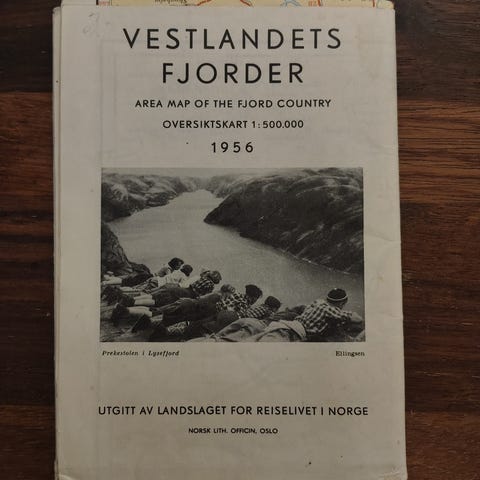 VESTLANDETS
FJORDER
AREA MAP OF THE FJORD COUNTRY
OVERSIKTSKART 1:500.000
1956
Prekestolen i Lysefjord
Ellingsen
UTGITT AV LANDSLAGET FOR REISELIVET I NORGE
NORSK LITH. OFFICIN, OSLO